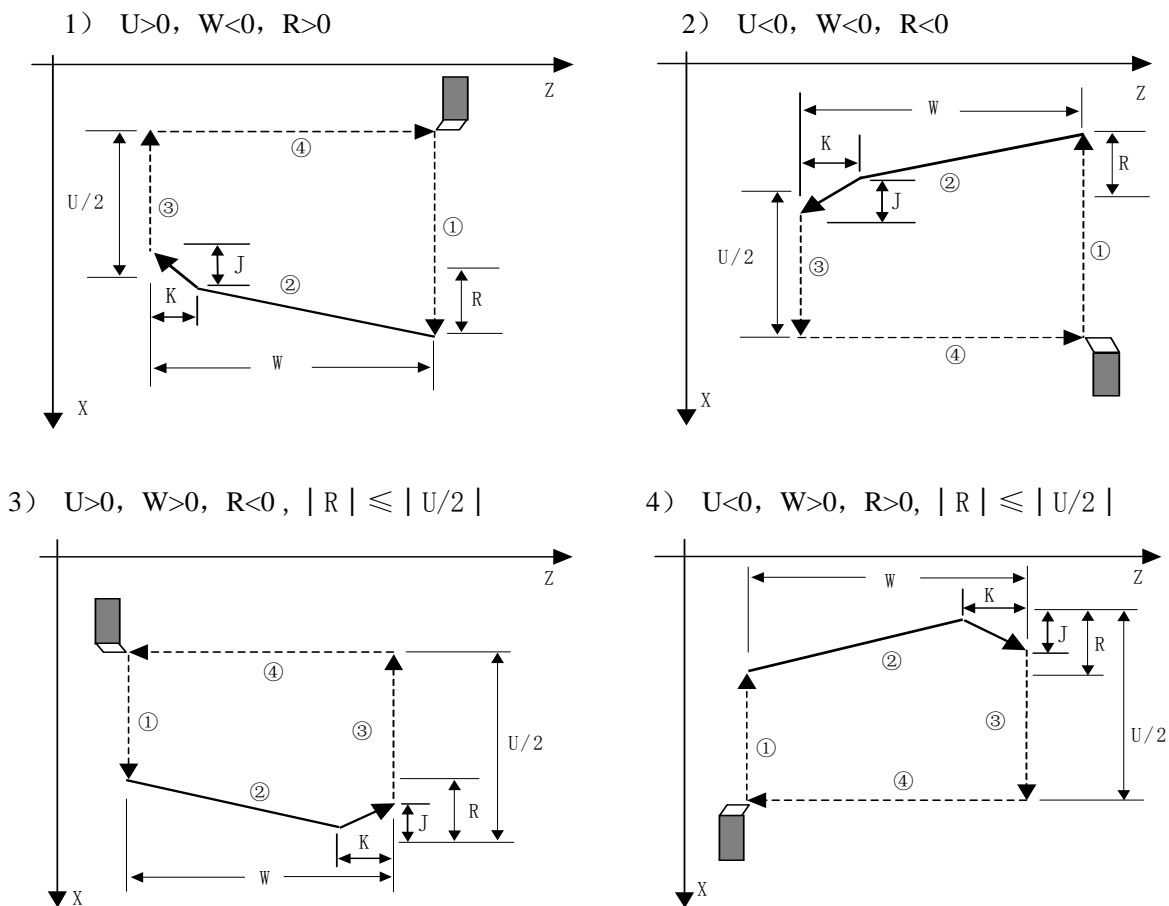 1） U>0，W<0，R>0
Z
W
④
U/2
③
①
J
②
K
R
W
X
2） U<0，W<0，R<0
Z
W
K
R
②
J
U/2
③
①
④
X
3） U>0，W>0，R<0 , ｜R｜≤｜U/2｜
Z
④
①
③
U/2
②
R
J
K
W
X
4） U<0，W>0，R>0, ｜R｜≤｜U/2｜
Z
W
K
J
R
②
③
U/2
①
④
X